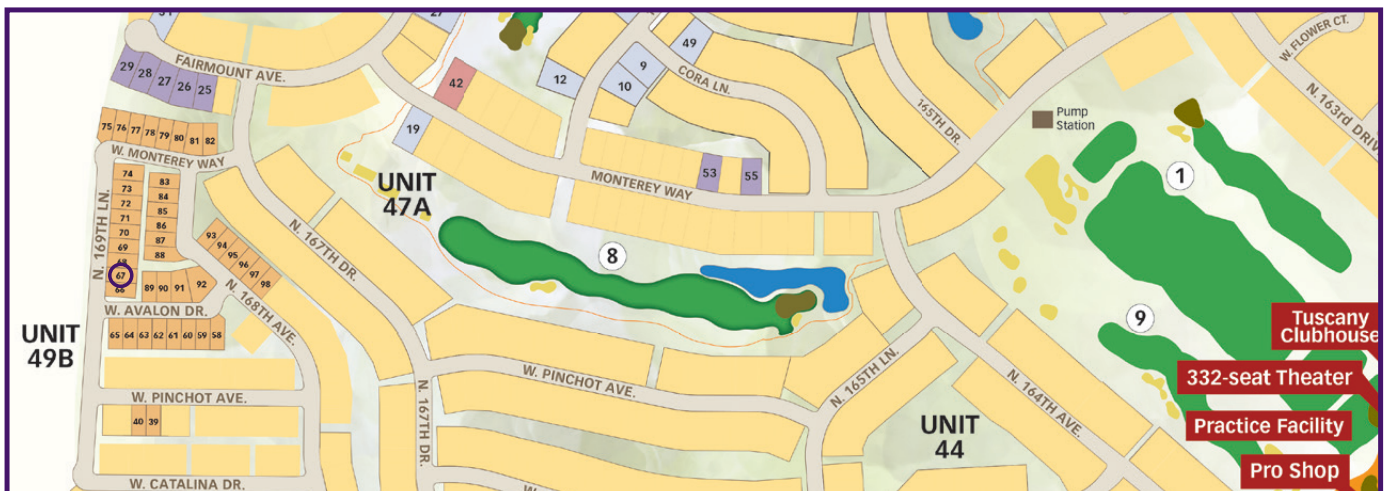 49
W. FLOWER CT.
29
28
27
26
25
FAIRMOUNT AVE.
42
12
9
10
CORA LN.
165TH DR.
N. 163rd DRIV
Pump
Station
19
75
76
77
78
79
80
81
82
W. MONTEREY WAY
53
55
MONTEREY WAY
UNIT
47A
1
74
73
72
71
70
69
68
67
66
83
84
85
86
87
88
N. 169TH LN.
N. 167TH DR.
93
94
95
96
97
98
8
89
90
91
92
N. 168TH AVE.
W. AVALON DR.
65
64
63
62
61
60
59
58
UNIT
49B
9
Tuscany
Clubhouse
332-seat Theater
Practice Facility
Pro Shop
N. 165TH LN.
N. 164TH AVE.
W. PINCHOT AVE.
W. PINCHOT AVE.
N. 167TH DR.
40
39
UNIT
44
W. CATALINA DR.